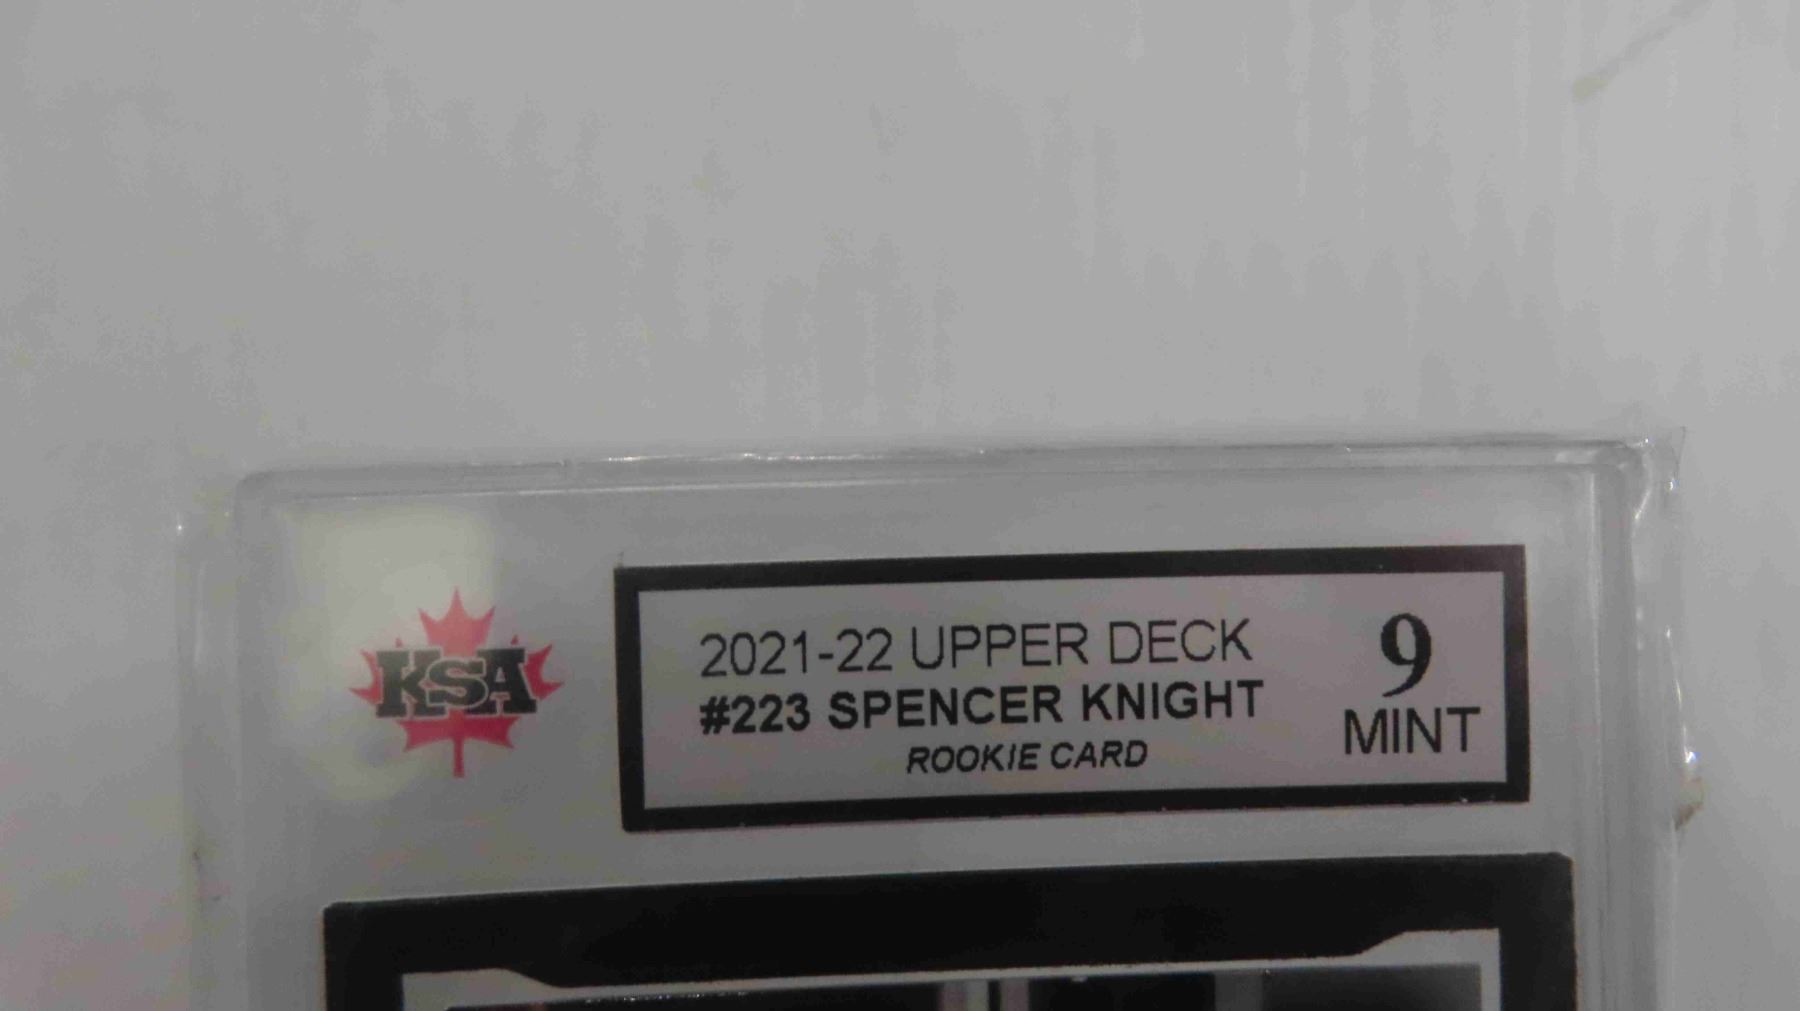 KSA
2021-22 UPPER DECK
#223 SPENCER KNIGHT
ROOKIE CARD
9
MINT